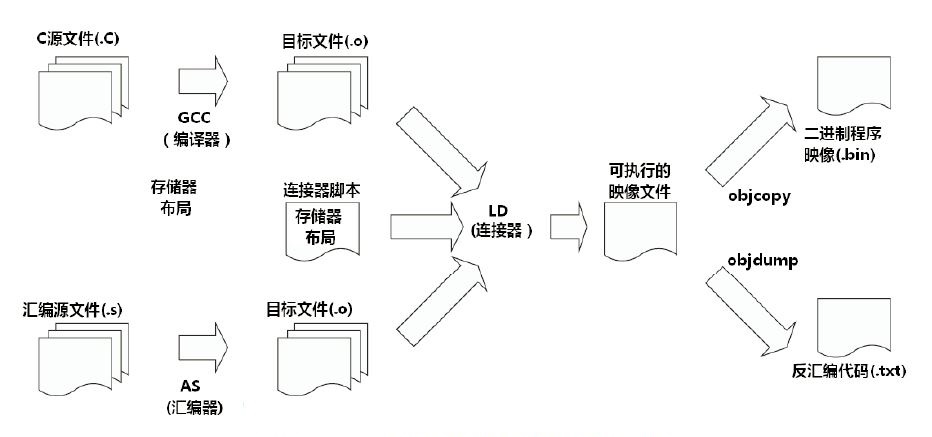 C源文件(.C)
目标文件(.o)
GCC
(编译器)
二进制程序
映像(.bin)
存储器
布局
连接器脚本
存储器
布局
LD
(连接器)
可执行的
映像文件
objcopy
objdump
汇编源文件(.s)
目标文件(.o)
AS
(汇编器)
反汇编代码(.txt)